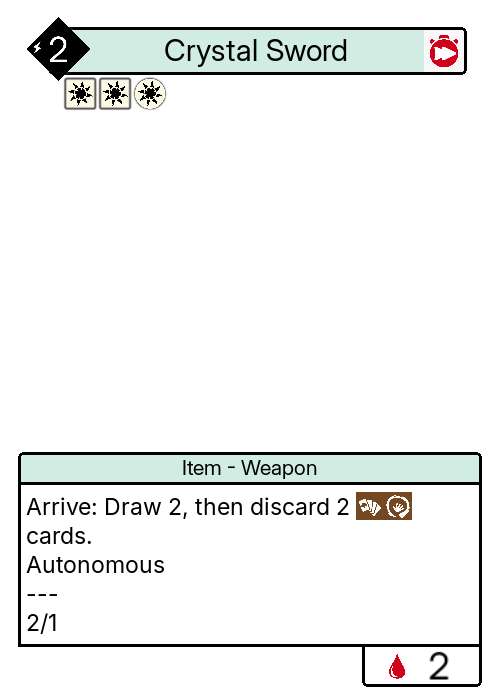 2
Crystal Sword
Item - Weapon
Arrive: Draw 2, then discard 2
cards.
Autonomous
---
2/1
2